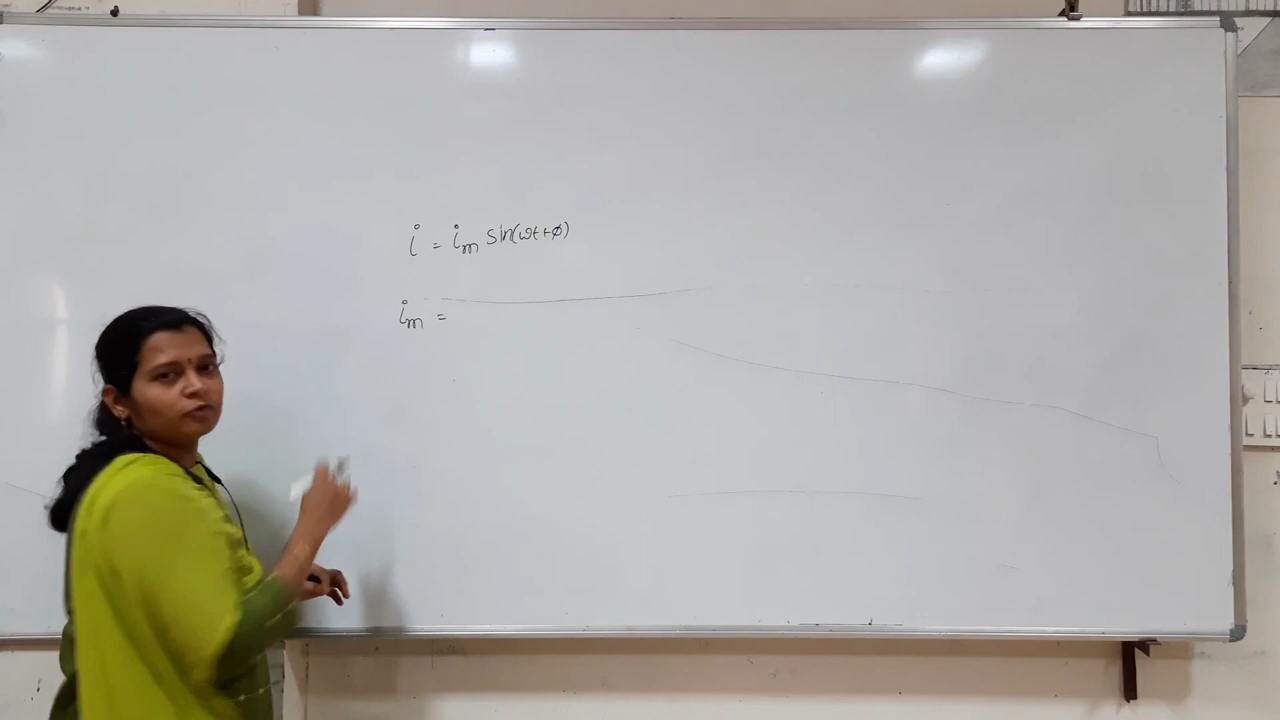 i = im sin(ωt+φ)
im =